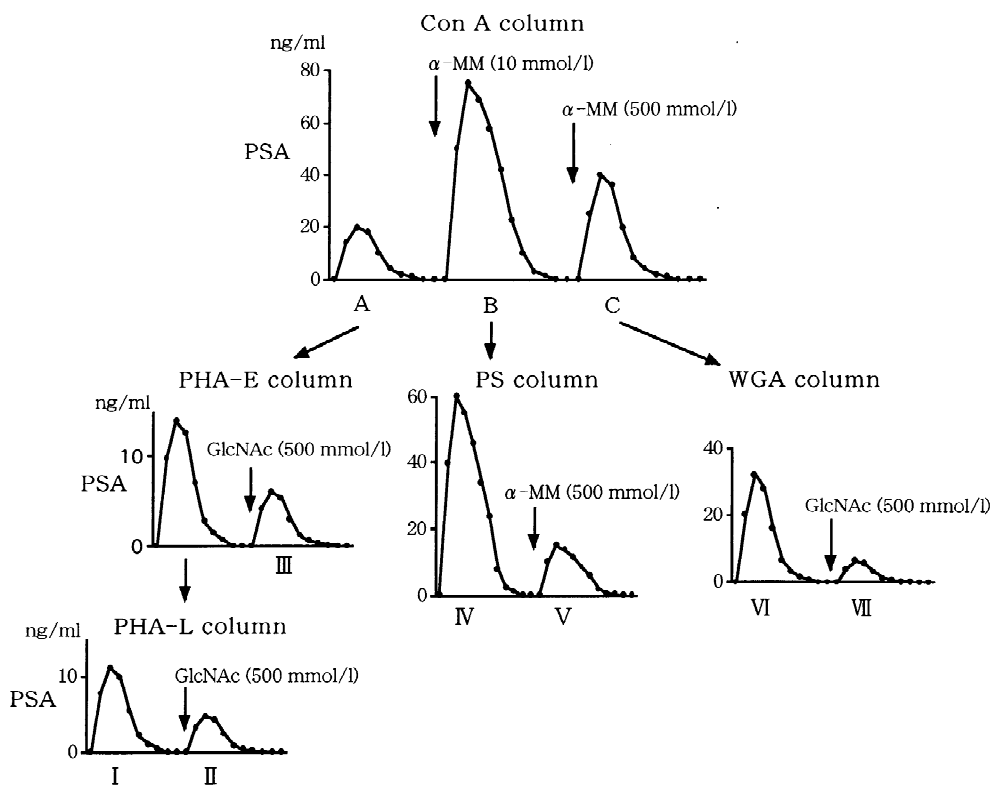 Con A column
ng/ml
α-MM (10 mmol/l)
80
α-MM (500 mmol/l)
60
PSA
40
20
0
A B C
PHA-E column PS column WGA column
ng/ml
60
GlcNAc (500 mmol/l)
40
10
40
PSA
α-MM (500 mmol/l)
GlcNAc (500 mmol/l)
20
20
0
III
0
0
IV V
VI VII
PHA-L column
ng/ml
10
GlcNAc (500 mmol/l)
PSA
0
I II